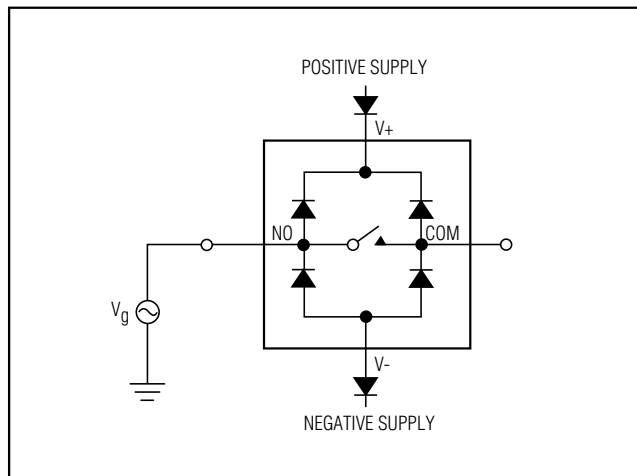 POSITIVE SUPPLY
V+
NO
COM
Vg
V-
NEGATIVE SUPPLY